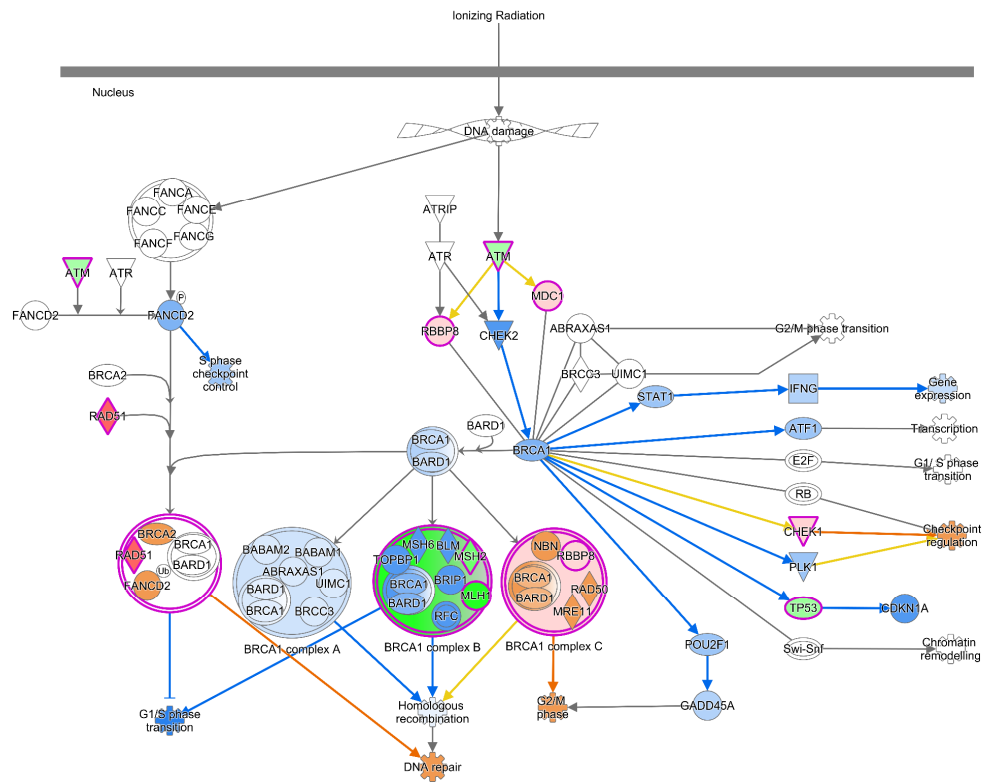 Ionizing Radiation
Nucleus
DNA damage
FANCA
FANCC
FANCE
FANCG
FANCF
ATRIP
ATM
ATR
ATR
ATM
MDC1
P
FANCD2
FANCD2
RBBP8
CHEK2
ABRAXAS1
G2/M phase transition
S phase
checkpoint
control
BRCC3
UIMC1
BRCA2
STAT1
IFNG
Gene
expression
RAD51
BARD1
ATF1
Transcription
BRCA1
BARD1
BRCA1
E2F
G1/ S phase
transition
RB
CHEK1
Checkpoint
regulation
BRCA2
BRCA1
RAD51
BARD1
Ub
FANCD2
BABAM2
BABAM1
ABRAXAS1
UIMC1
BARD1
BRCA1
BRCC3
MSH6
BLM
MSH2
TOPBP1
BRCA1
BRIP1
BARD1
MLH1
RFC
NBN
RBBP8
BRCA1
RAD50
BARD1
MRE11
PLK1
TP53
CDKN1A
BRCA1 complex A
BRCA1 complex B
BRCA1 complex C
POU2F1
Swi-Snf
Chromatin
remodelling
G1/S phase
transition
Homologous
recombination
G2/M
phase
GADD45A
DNA repair